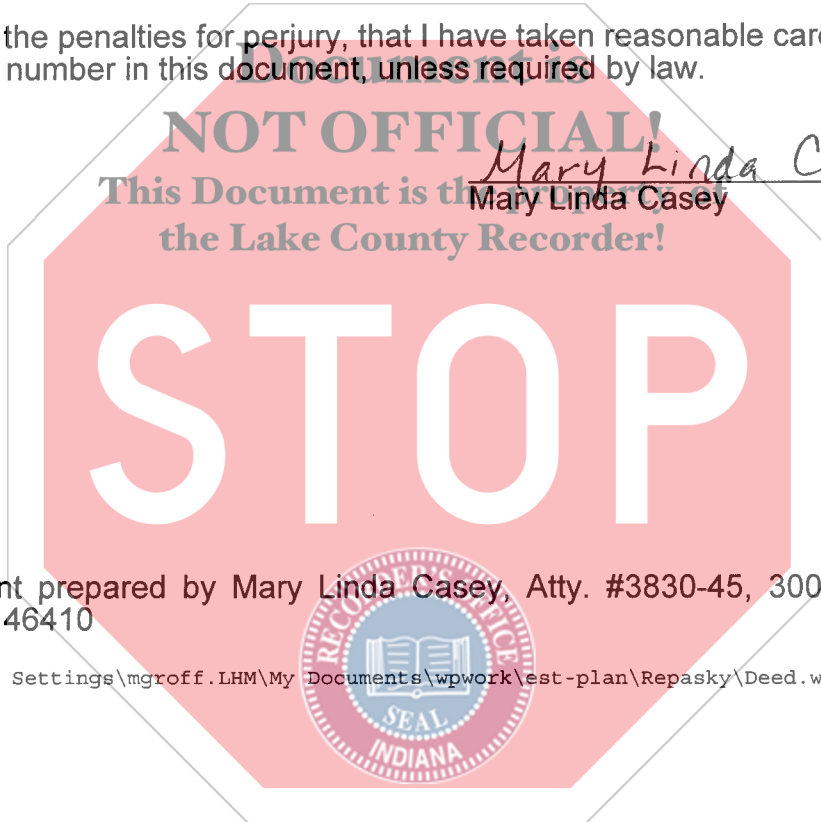 the penalties for perjury, that I have taken reasonable car
number in this document, unless required by law.
Document is
NOT OFFICIAL!
This Document is the property of
the Lake County Recorder!
Mary Linda C
Mary Linda Casey
STOP
nt prepared by Mary Linda Casey, Atty. #3830-45, 300
46410
Settings\mgroff.LHM\My Documents\wpwork\est-plan\Repasky\Deed.w
RECORDER'S OFFICE
SEAL
INDIANA